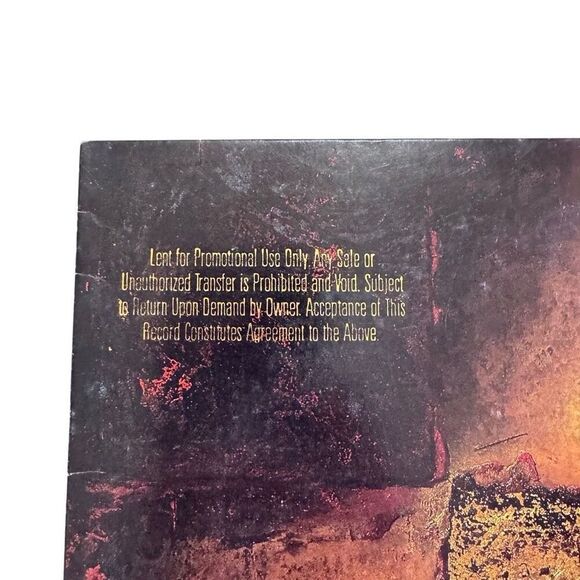 Lent for Promotional Use Only. Any Sale or
Unauthorized Transfer is Prohibited and Void. Subject
to Return Upon Demand by Owner. Acceptance of This
Record Constitutes Agreement to the Above.